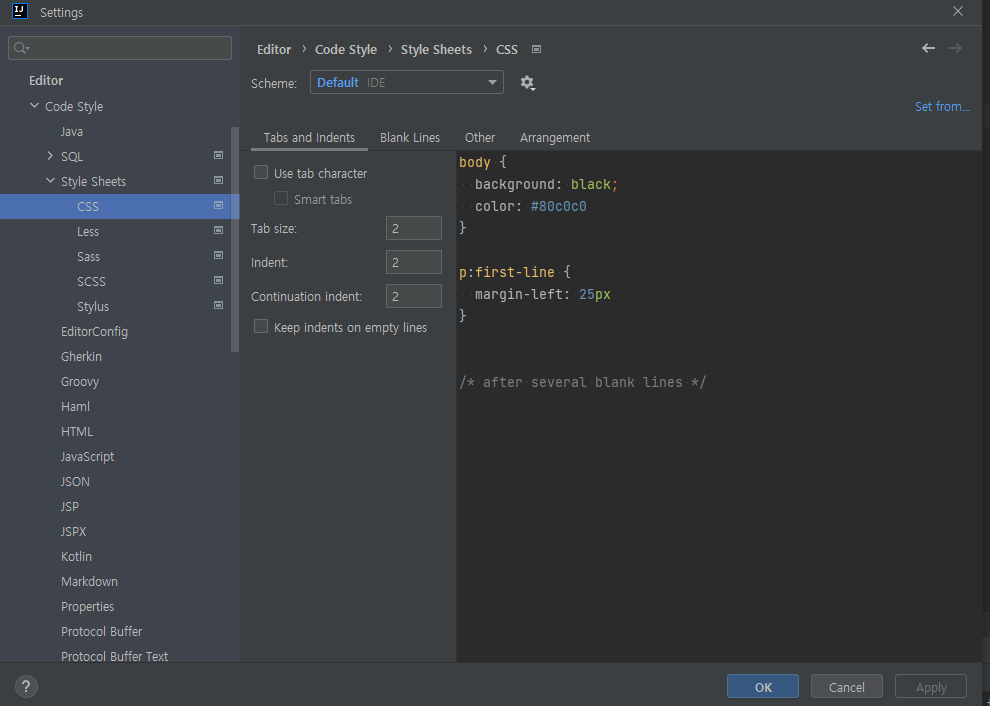 IJ
Settings
Editor
Code Style
Java
SQL
Style Sheets
CSS
Less
Sass
SCSS
Stylus
EditorConfig
Gherkin
Groovy
Haml
HTML
JavaScript
JSON
JSP
JSPX
Kotlin
Markdown
Properties
Protocol Buffer
Protocol Buffer Text
Editor › Code Style › Style Sheets › CSS
Scheme: Default IDE
Set from...
Tabs and Indents Blank Lines Other Arrangement
Use tab character
Smart tabs
Tab size: 2
Indent: 2
Continuation indent: 2
Keep indents on empty lines
body {
background: black;
color: #80c0c0
}
p:first-line {
margin-left: 25px
}
/* after several blank lines */
?
OK Cancel Apply